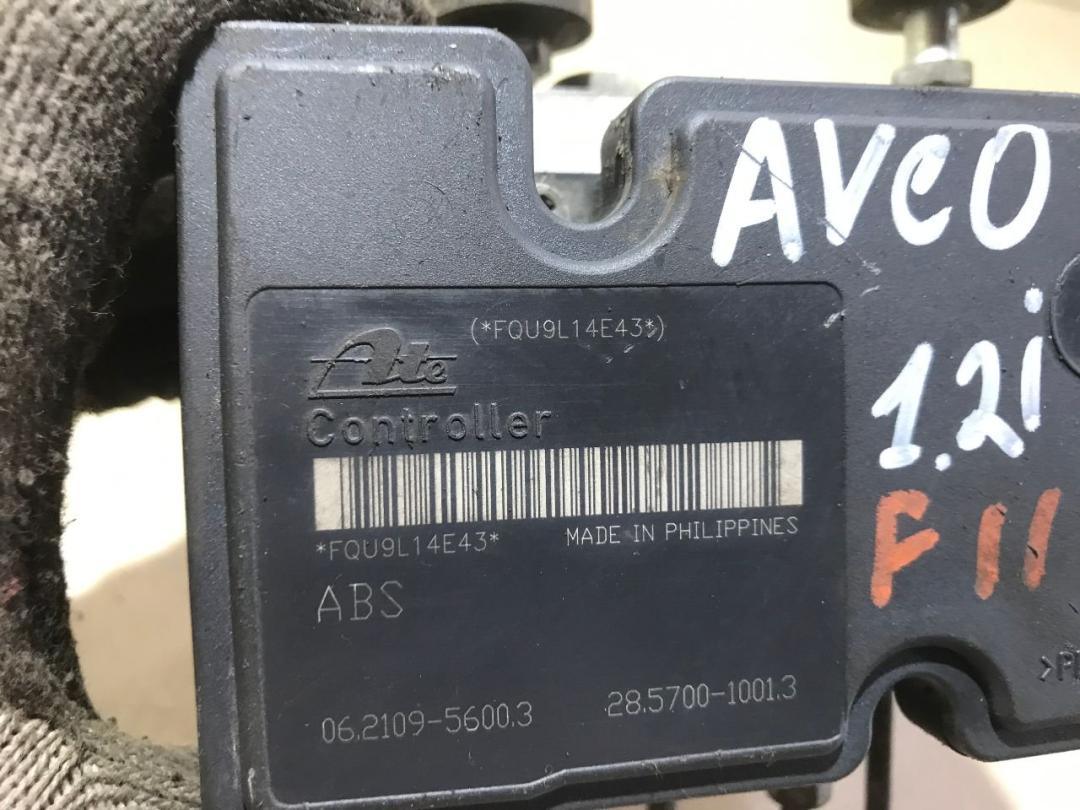 AVEO
1.2i
F 11
(*FQU9L14E43*)
Ate
Controller
*FQU9L14E43*
MADE IN PHILIPPINES
ABS
06.2109-5600.3
28.5700-1001.3